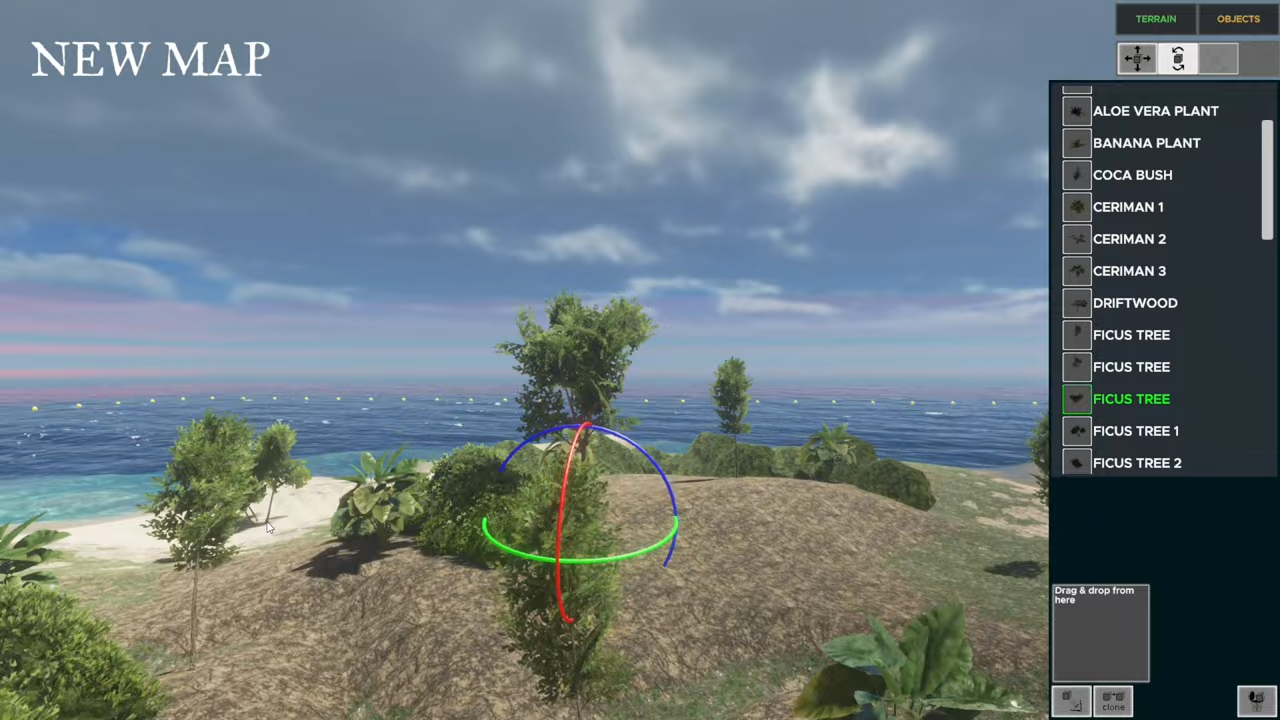 NEW MAP
TERRAIN
OBJECTS
ALOE VERA PLANT
BANANA PLANT
COCA BUSH
CERIMAN 1
CERIMAN 2
CERIMAN 3
DRIFTWOOD
FICUS TREE
FICUS TREE
FICUS TREE
FICUS TREE 1
FICUS TREE 2
Drag & drop from
here
clone